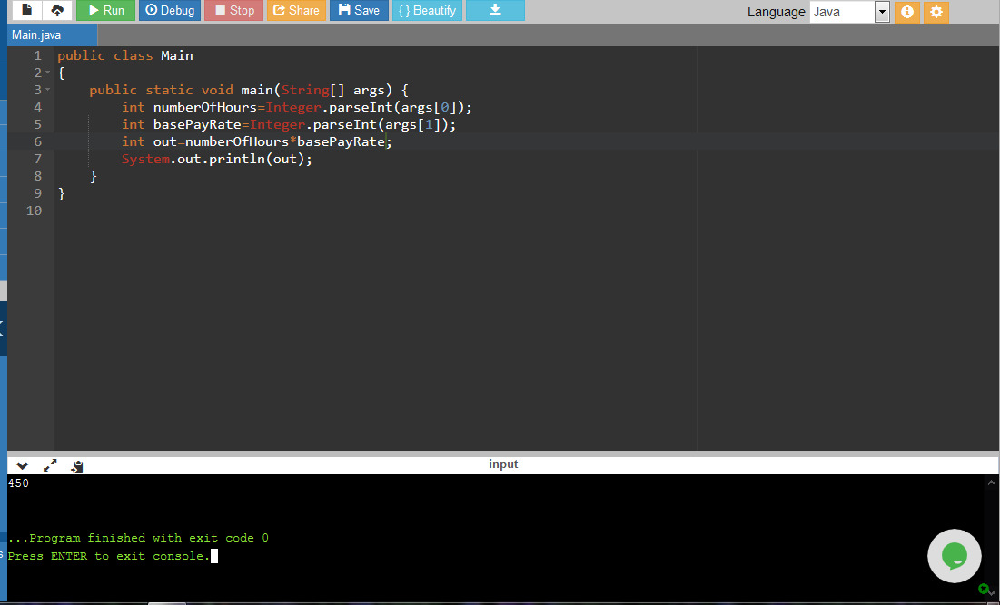 Run Debug Stop Share Save { } Beautify Language Java
Main.java
1 public class Main
2 {
3 public static void main(String[] args) {
4 int numberOfHours=Integer.parseInt(args[0]);
5 int basePayRate=Integer.parseInt(args[1]);
6 int out=numberOfHours*basePayRate;
7 System.out.println(out);
8 }
9 }
10
input
450
...Program finished with exit code 0
s
Press ENTER to exit console.